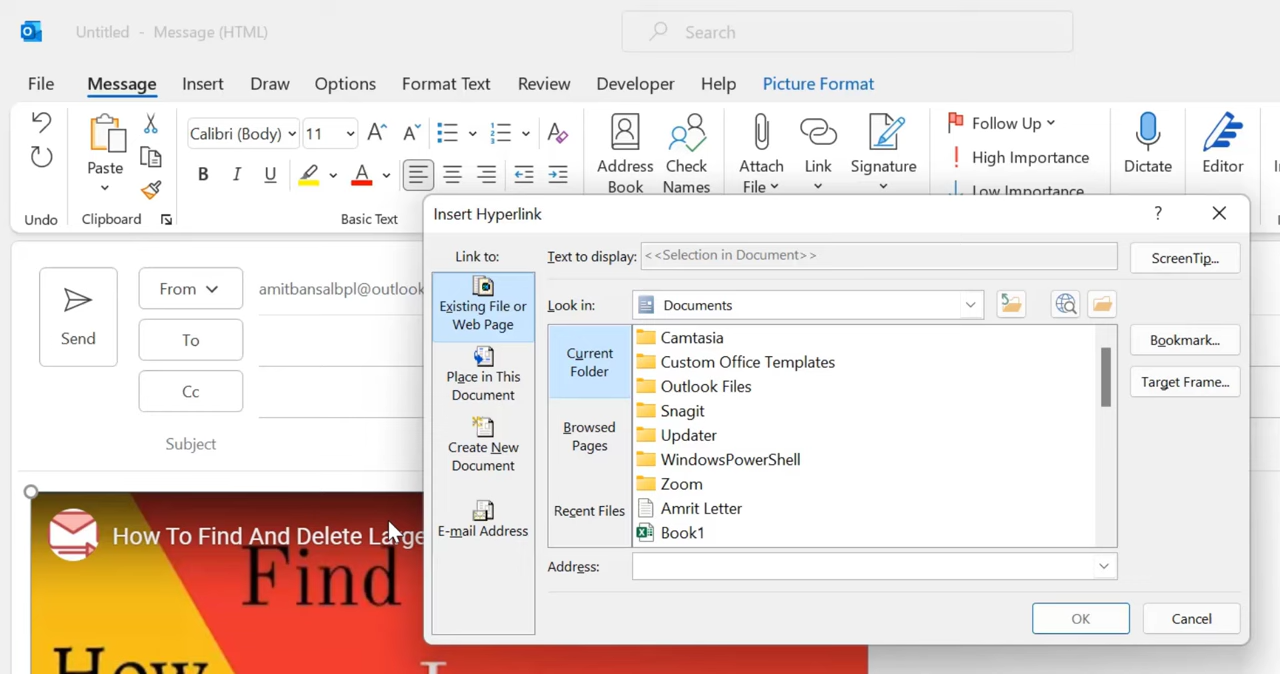 Untitled - Message (HTML)
Search
File Message Insert Draw Options Format Text Review Developer Help Picture Format
Calibri (Body) 11
Paste
B I U A
Address Book
Check Names
Attach File
Link
Signature
Follow Up
High Importance
Low Importance
Dictate
Editor
Undo Clipboard Basic Text
Send
From amitbansalbpl@outlook
To
Cc
Subject
Insert Hyperlink
? 
Link to:
Existing File or
Web Page
Place in This
Document
Create New
Document
E-mail Address
Text to display: <<Selection in Document>>
ScreenTip...
Look in: Documents
Current
Folder
Browsed
Pages
Recent Files
Camtasia
Custom Office Templates
Outlook Files
Snagit
Updater
WindowsPowerShell
Zoom
Amrit Letter
Book1
Bookmark...
Target Frame...
Address:
OK Cancel
How To Find And Delete Large
Find
How